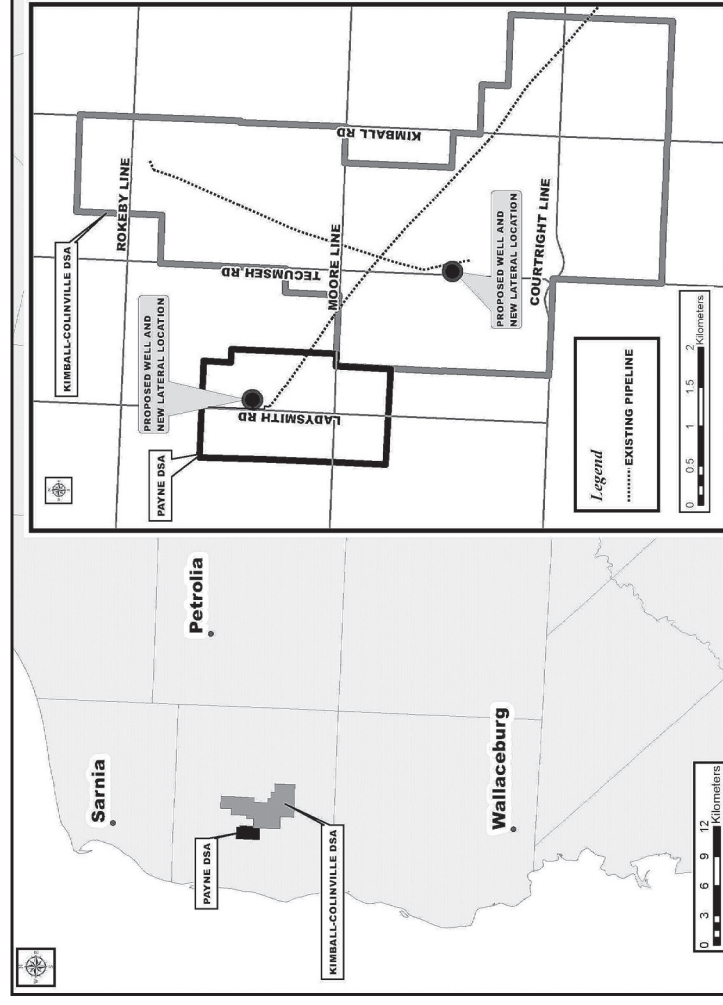 Sarnia
Petrolia
Wallaceburg
PAYNE DSA
KIMBALL-COLINVILLE DSA
0 3 6 9 12
Kilometers
KIMBALL-COLINVILLE DSA
ROKEBY LINE
PROPOSED WELL AND
NEW LATERAL LOCATION
PAYNE DSA
LADYSMITH RD
TECUMSEH RD
MOORE LINE
KIMBALL RD
PROPOSED WELL AND
NEW LATERAL LOCATION
COURTRIGHT LINE
Legend
EXISTING PIPELINE
0 0.5 1 1.5 2
Kilometers